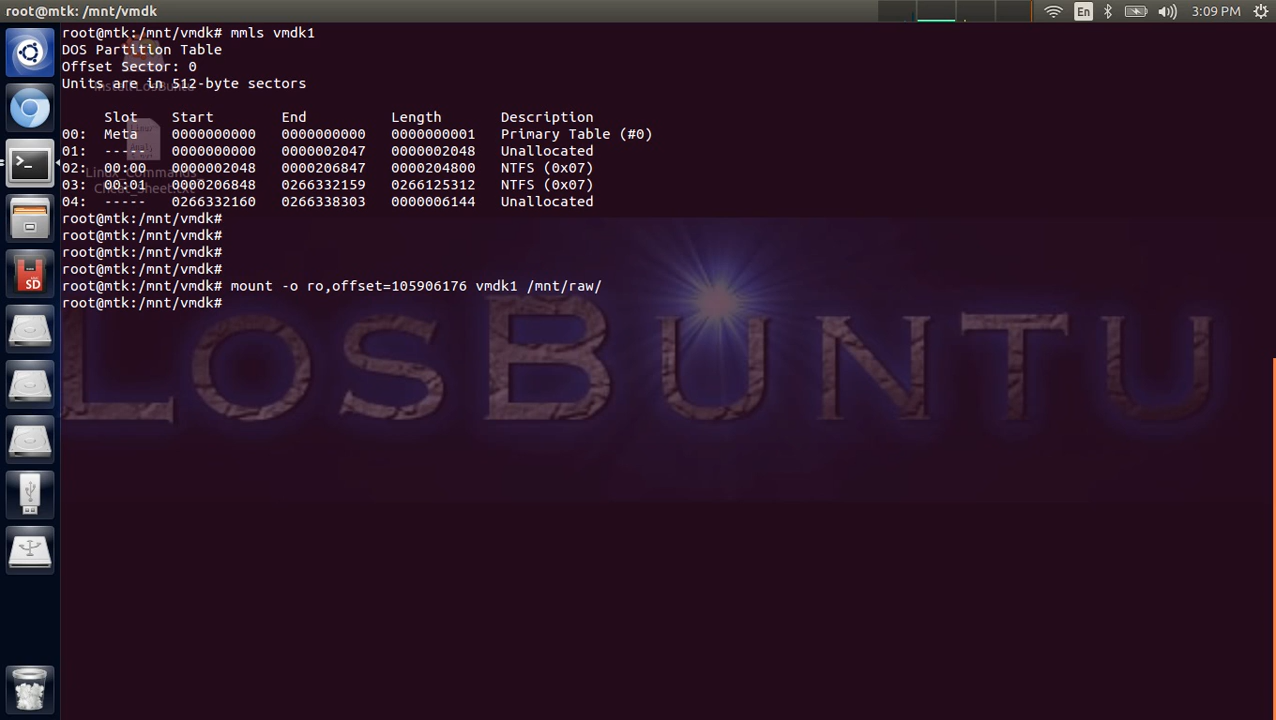 root@mtk: /mnt/vmdk
En
3:09 PM
root@mtk:/mnt/vmdk# mmls vmdk1
DOS Partition Table
Offset Sector: 0
Units are in 512-byte sectors
Install LosBuntu
Slot Start End Length Description
00: Meta 0000000000 0000000000 0000000001 Primary Table (#0)
01: ----- 0000000000 0000002047 0000002048 Unallocated
02: 00:00 0000002048 0000206847 0000204800 NTFS (0x07)
03: 00:01 0000206848 0266332159 0266125312 NTFS (0x07)
Linux_Commands-
Cheat_Sheet.txt
04: ----- 0266332160 0266338303 0000006144 Unallocated
root@mtk:/mnt/vmdk#
root@mtk:/mnt/vmdk#
root@mtk:/mnt/vmdk#
root@mtk:/mnt/vmdk#
root@mtk:/mnt/vmdk# mount -o ro,offset=105906176 vmdk1 /mnt/raw/
root@mtk:/mnt/vmdk#
LosBuntu
SD